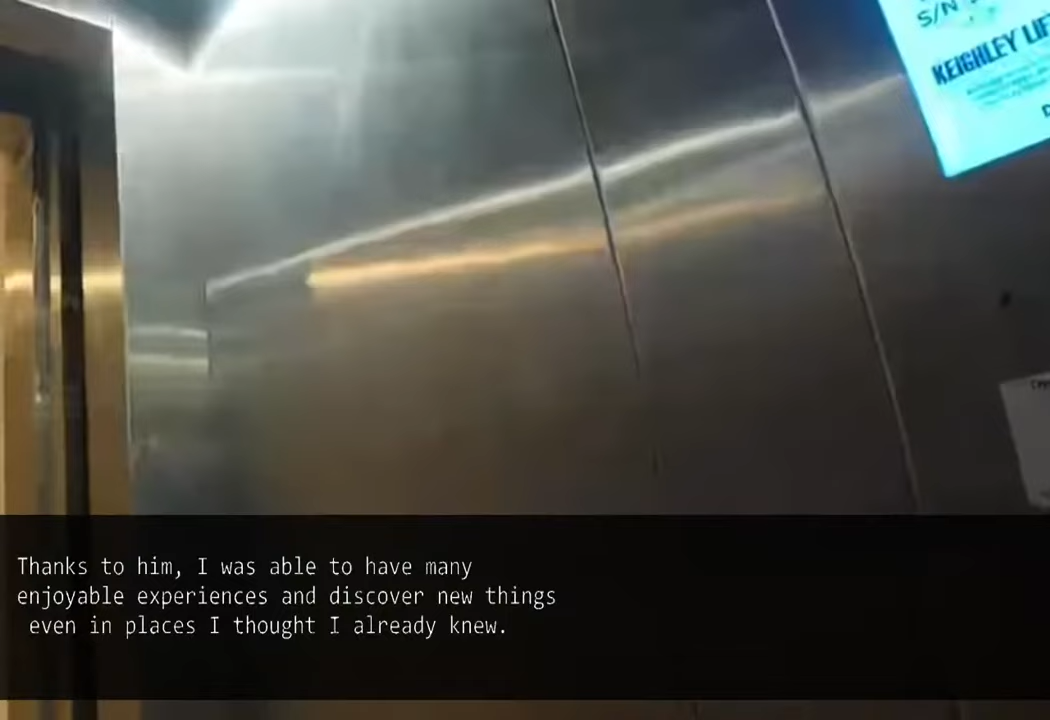 S/N
KEIGHLEY LIF
Thanks to him, I was able to have many
enjoyable experiences and discover new things
even in places I thought I already knew.